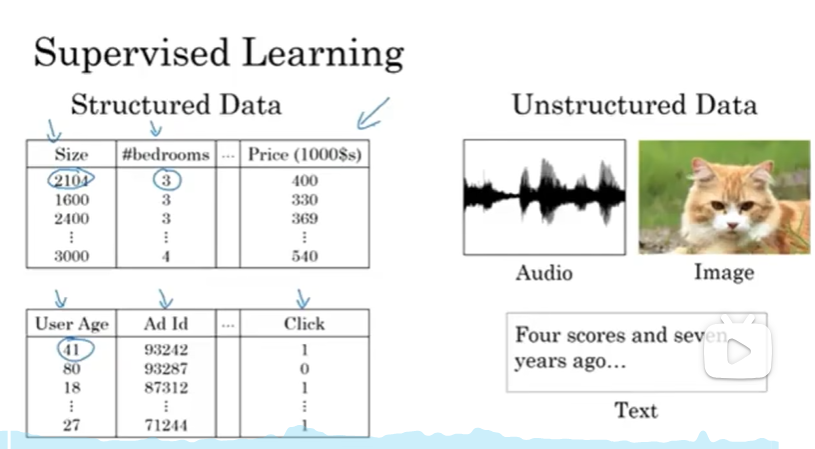 Supervised Learning
Structured Data
Size #bedrooms ... Price (1000$s)
2104 3 400
1600 3 330
2400 3 369
⋮ ⋮ ⋮
3000 4 540
User Age Ad Id ... Click
41 93242 1
80 93287 0
18 87312 1
⋮ ⋮ ⋮
27 71244 1
Unstructured Data
Audio
Image
Four scores and seven
years ago...
Text